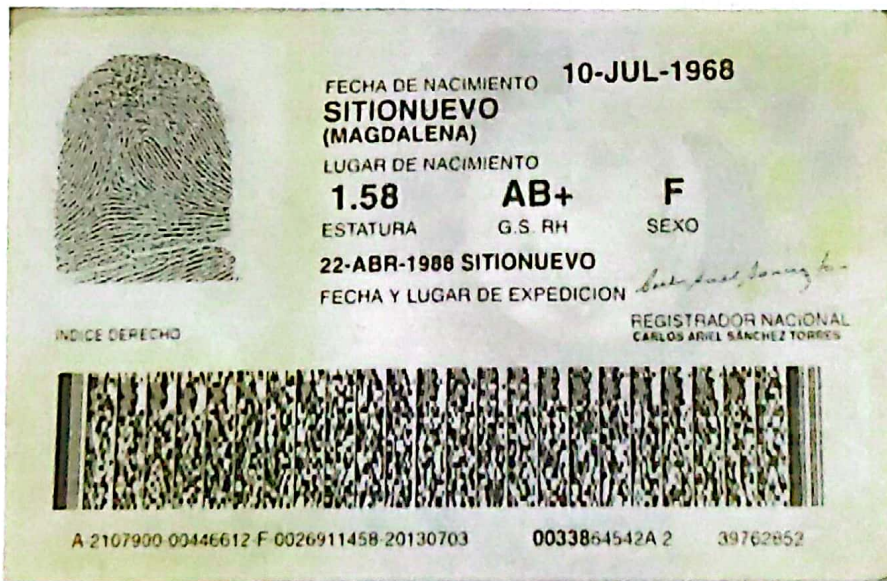 FECHA DE NACIMIENTO 10-JUL-1968
SITIONUEVO
(MAGDALENA)
LUGAR DE NACIMIENTO
1.58 AB+ F
ESTATURA G.S. RH SEXO
22-ABR-1988 SITIONUEVO
FECHA Y LUGAR DE EXPEDICION
INDICE DERECHO
REGISTRADOR NACIONAL
CARLOS ARIEL SÁNCHEZ TORRES
A-2107900-00446612-F-0026911458-20130703 0033864542A 2 39762852